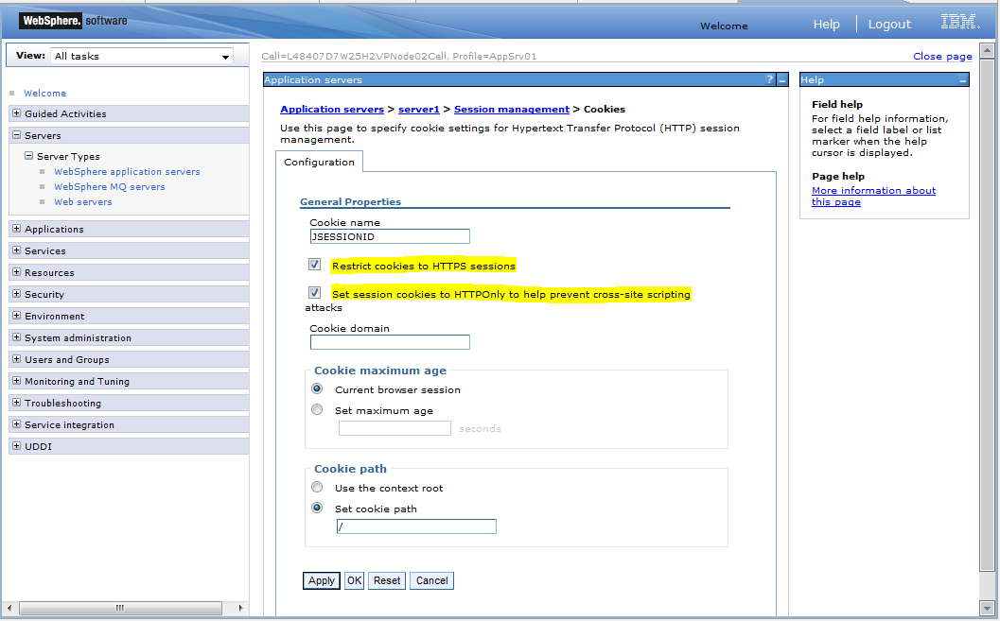 WebSphere. software
Welcome
Help
Logout
IBM.
View: All tasks
Cell=L48407D7W25H2VPNode02Cell, Profile=AppSrv01
Close page
Welcome
Guided Activities
Servers
Server Types
WebSphere application servers
WebSphere MQ servers
Web servers
Applications
Services
Resources
Security
Environment
System administration
Users and Groups
Monitoring and Tuning
Troubleshooting
Service integration
UDDI
Application servers
?
Application servers > server1 > Session management > Cookies
Use this page to specify cookie settings for Hypertext Transfer Protocol (HTTP) session
management.
Configuration
General Properties
Cookie name
JSESSIONID
Restrict cookies to HTTPS sessions
Set session cookies to HTTPOnly to help prevent cross-site scripting
attacks
Cookie domain
Cookie maximum age
Current browser session
Set maximum age
seconds
Cookie path
Use the context root
Set cookie path
/
Apply
OK
Reset
Cancel
Help
Field help
For field help information,
select a field label or list
marker when the help
cursor is displayed.
Page help
More information about
this page